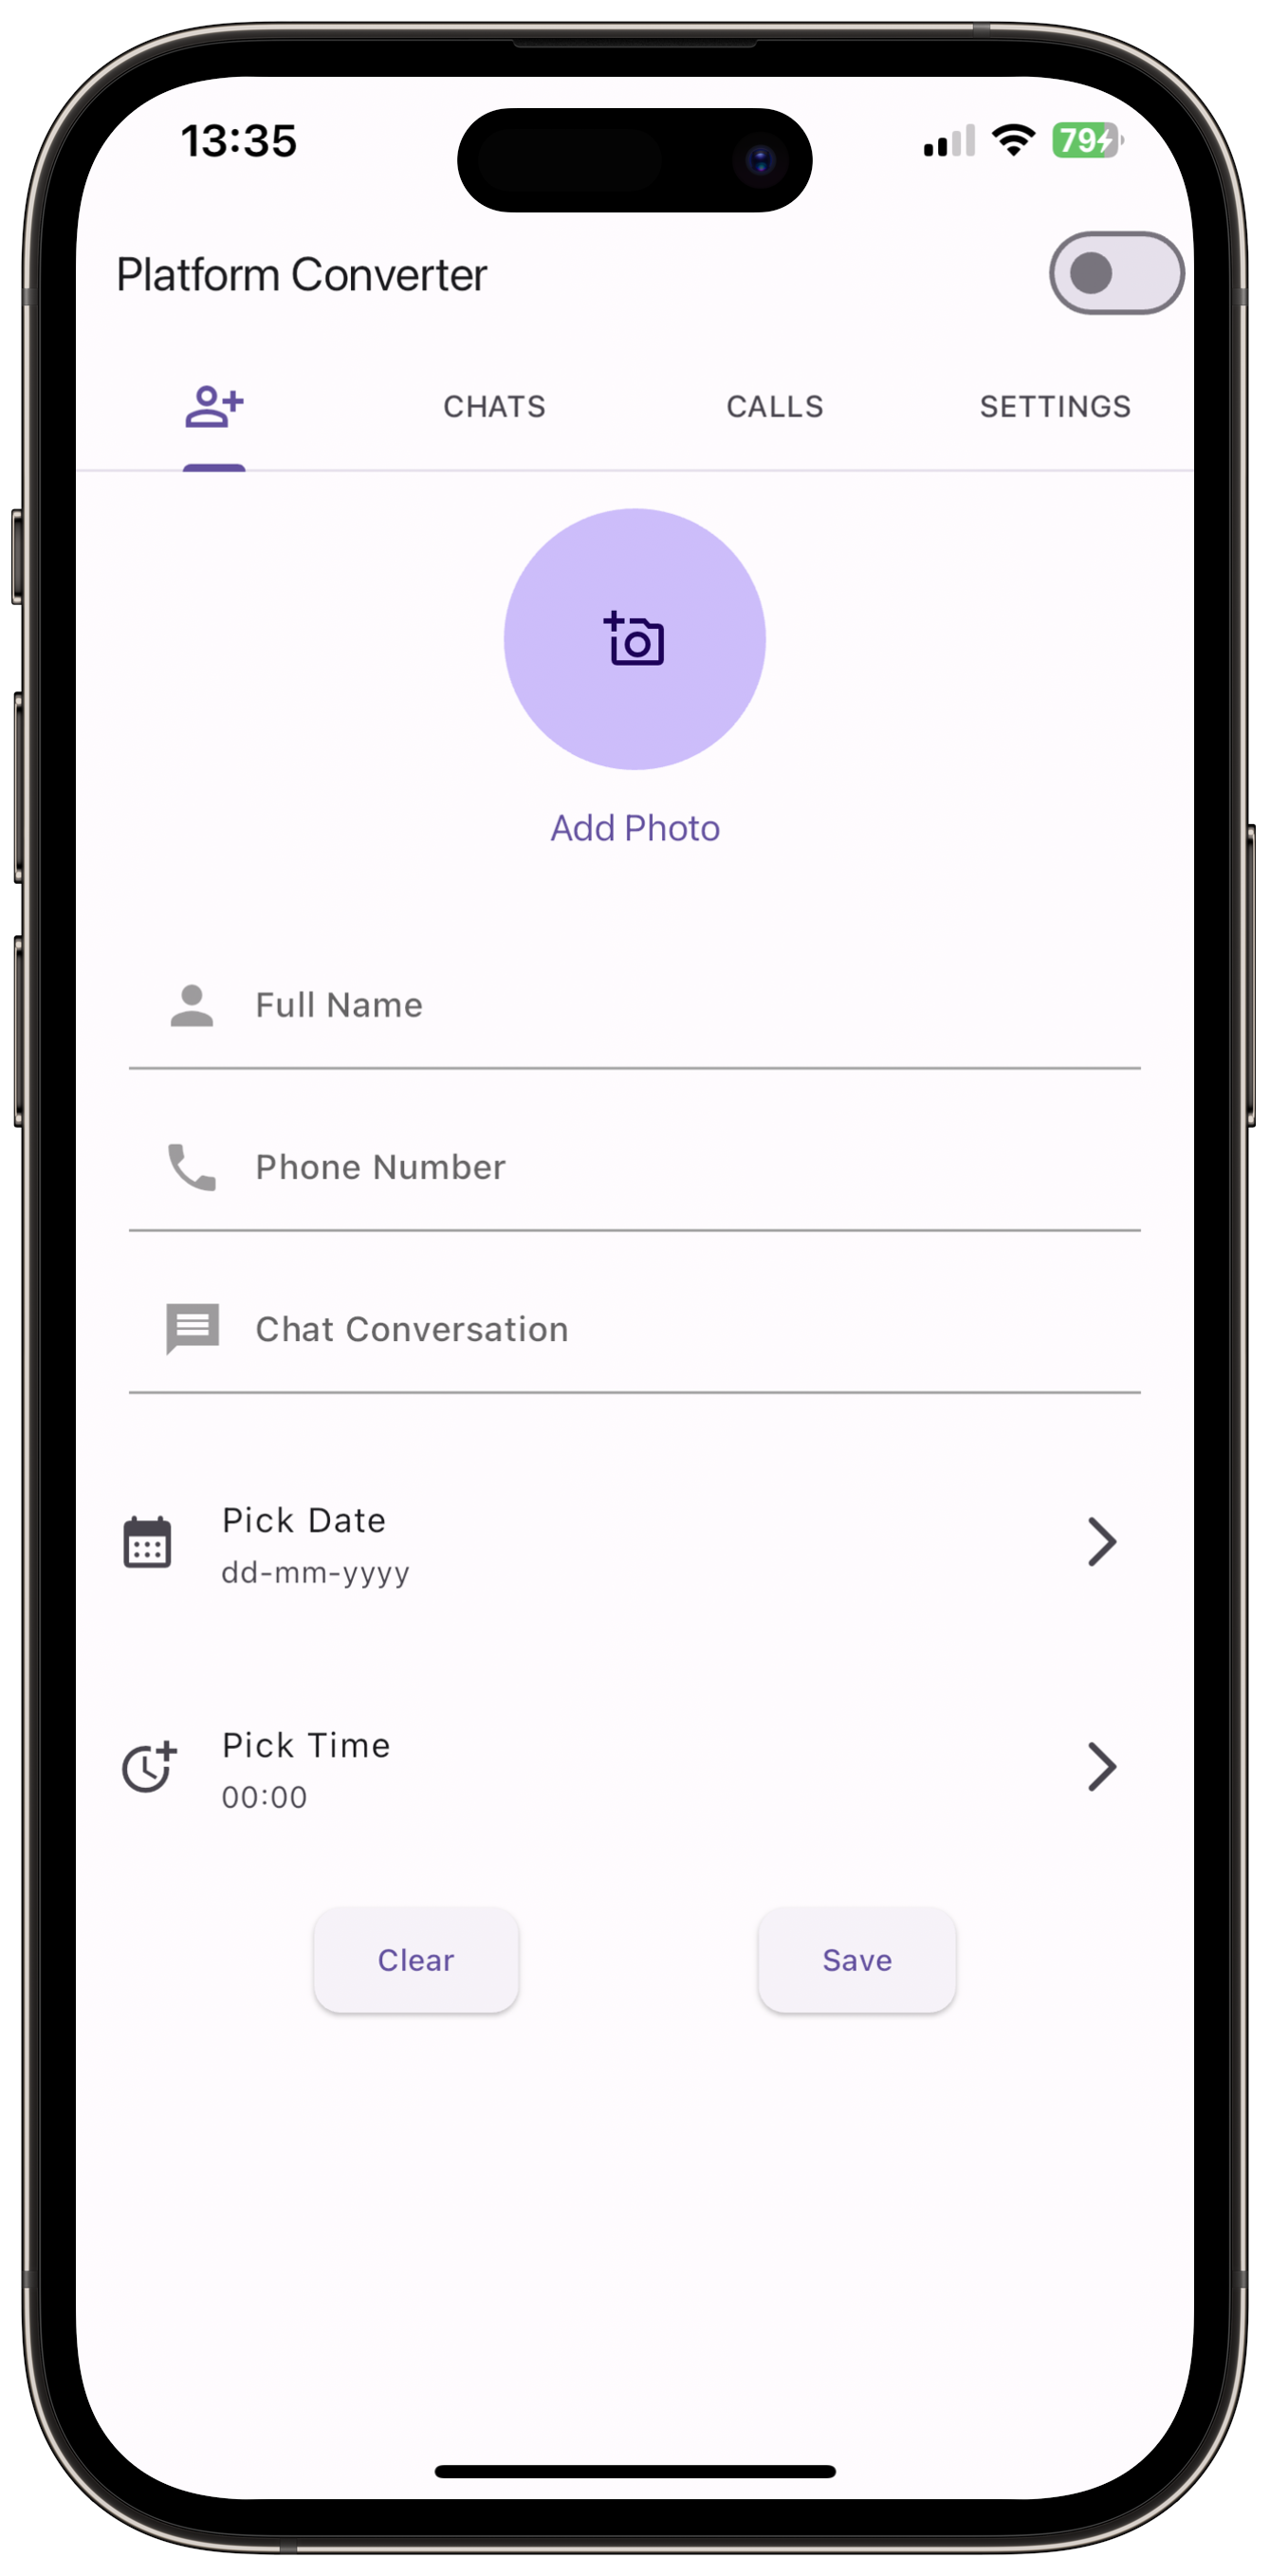 13:35
79
Platform Converter
CHATS
CALLS
SETTINGS
Add Photo
Full Name
Phone Number
Chat Conversation
Pick Date
dd-mm-yyyy
Pick Time
00:00
Clear
Save